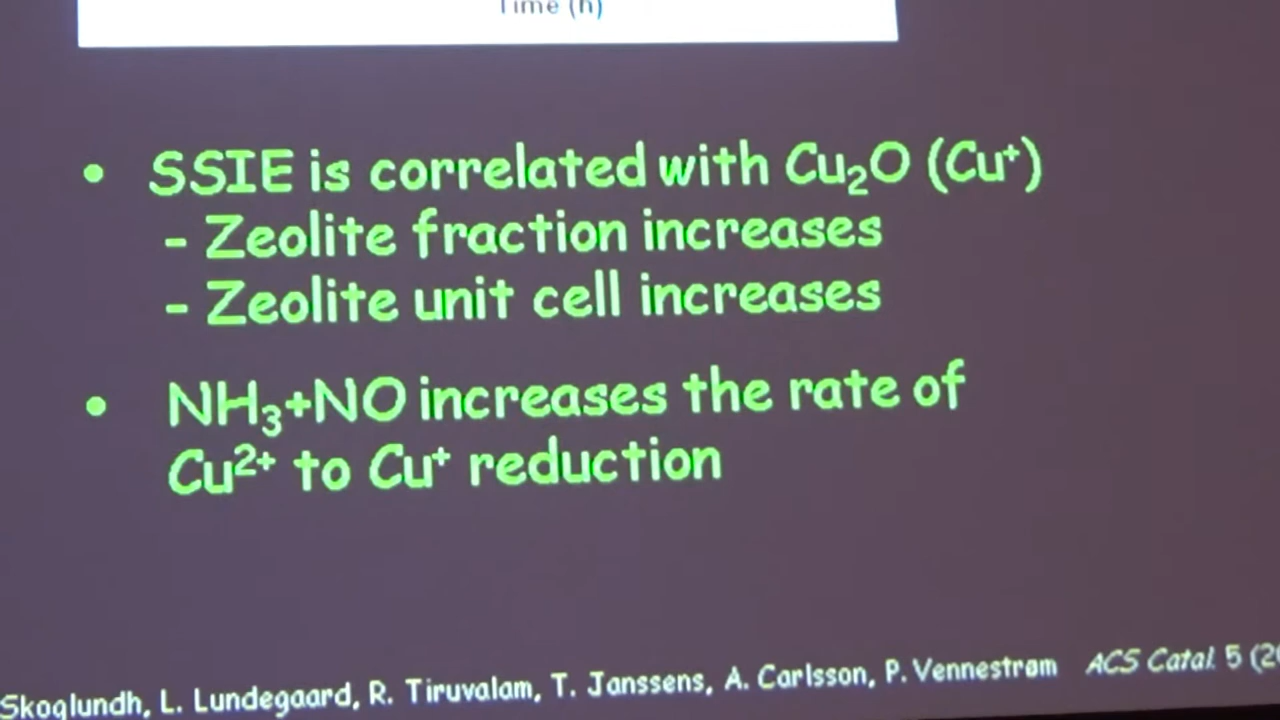 Time (h)
• SSIE is correlated with Cu₂O (Cu⁺)
- Zeolite fraction increases
- Zeolite unit cell increases
• NH₃+NO increases the rate of
Cu²⁺ to Cu⁺ reduction
Skoglundh, L. Lundegaard, R. Tiruvalam, T. Janssens, A. Carlsson, P. Vennestrøm ACS Catal. 5 (2